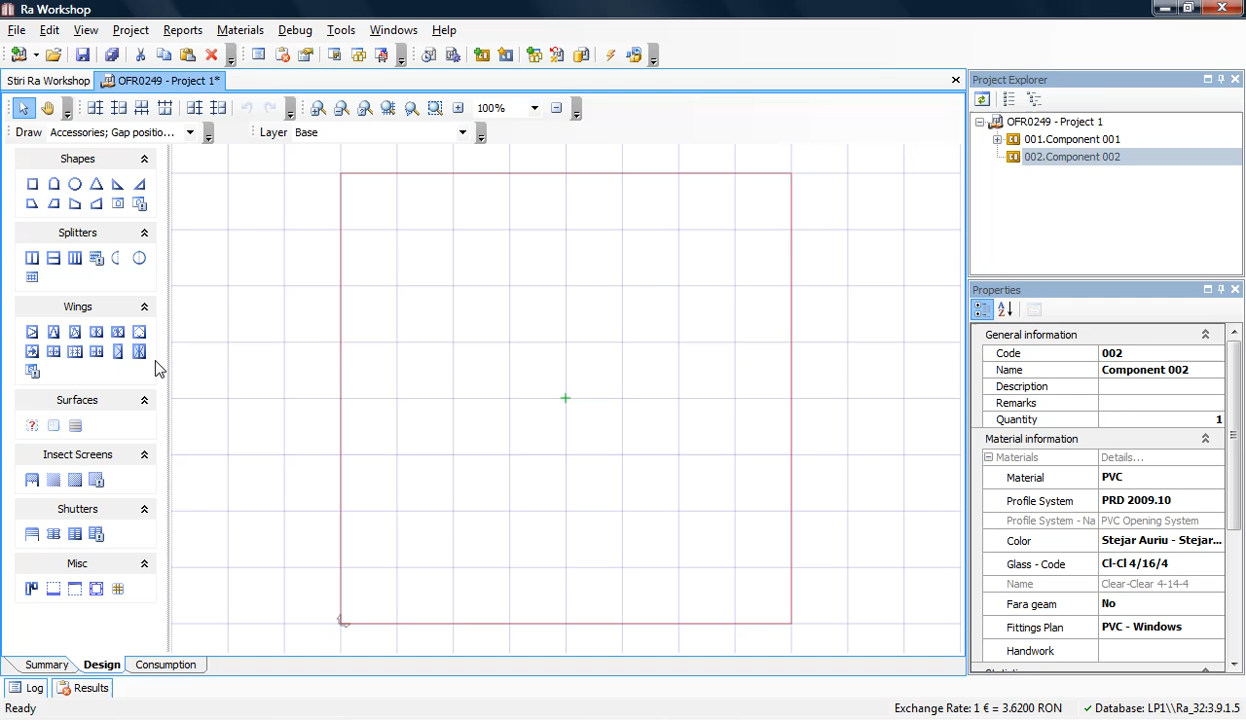 Ra Workshop
File Edit View Project Reports Materials Debug Tools Windows Help
Stiri Ra Workshop OFR0249 - Project 1*
100%
Draw Accessories; Gap positio... Layer Base
Shapes
Splitters
Wings
Surfaces
Insect Screens
Shutters
Misc
Summary Design Consumption
Log Results
Ready
Project Explorer
OFR0249 - Project 1
001.Component 001
002.Component 002
Properties
General information
Code 002
Name Component 002
Description
Remarks
Quantity 1
Material information
Materials Details...
Material PVC
Profile System PRD 2009.10
Profile System - Na PVC Opening System
Color Stejar Auriu - Stejar...
Glass - Code Cl-Cl 4/16/4
Name Clear-Clear 4-14-4
Fara geam No
Fittings Plan PVC - Windows
Handwork
Exchange Rate: 1 € = 3.6200 RON Database: LP1\\Ra_32:3.9.1.5